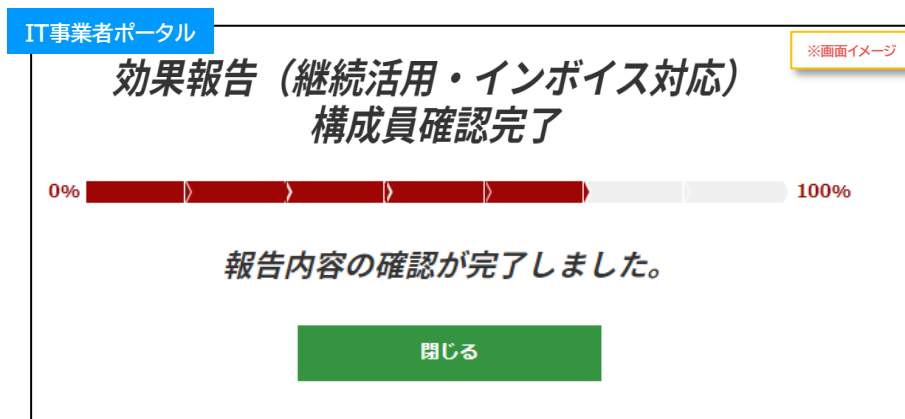 IT事業者ポータル
※画面イメージ
効果報告（継続活用・インボイス対応）
構成員確認完了
0%
100%
報告内容の確認が完了しました。
閉じる